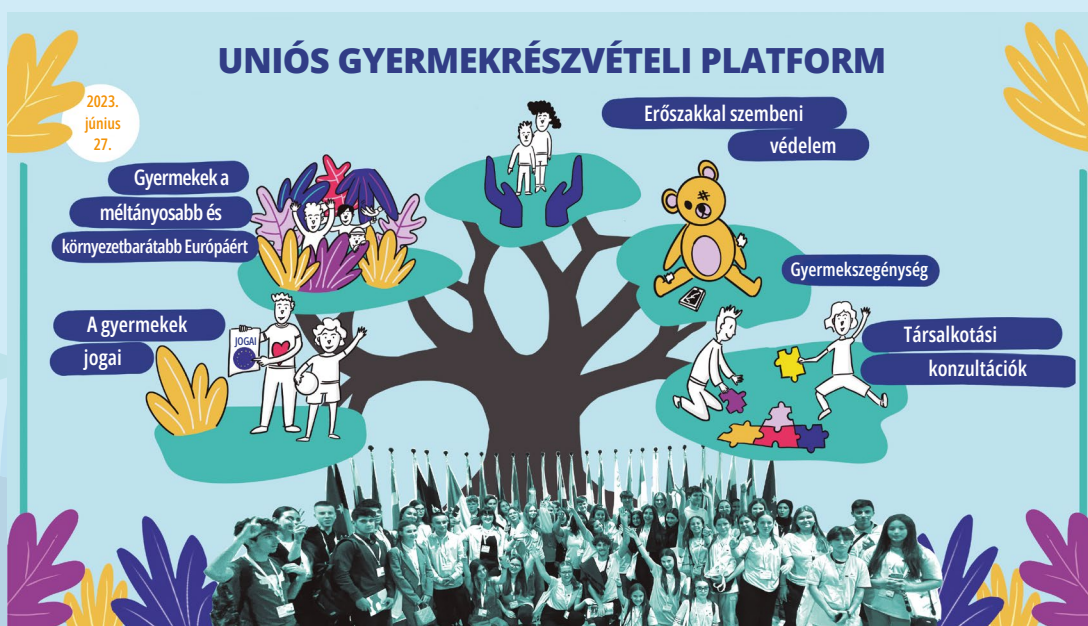 UNIÓS GYERMEKRÉSZVÉTELI PLATFORM
2023.
június
27.
Erőszakkal szembeni
védelem
Gyermekek a
méltányosabb és
környezetbarátabb Európáért
Gyermekszegénység
A gyermekek
jogai
JOGAI
Társalkotási
konzultációk